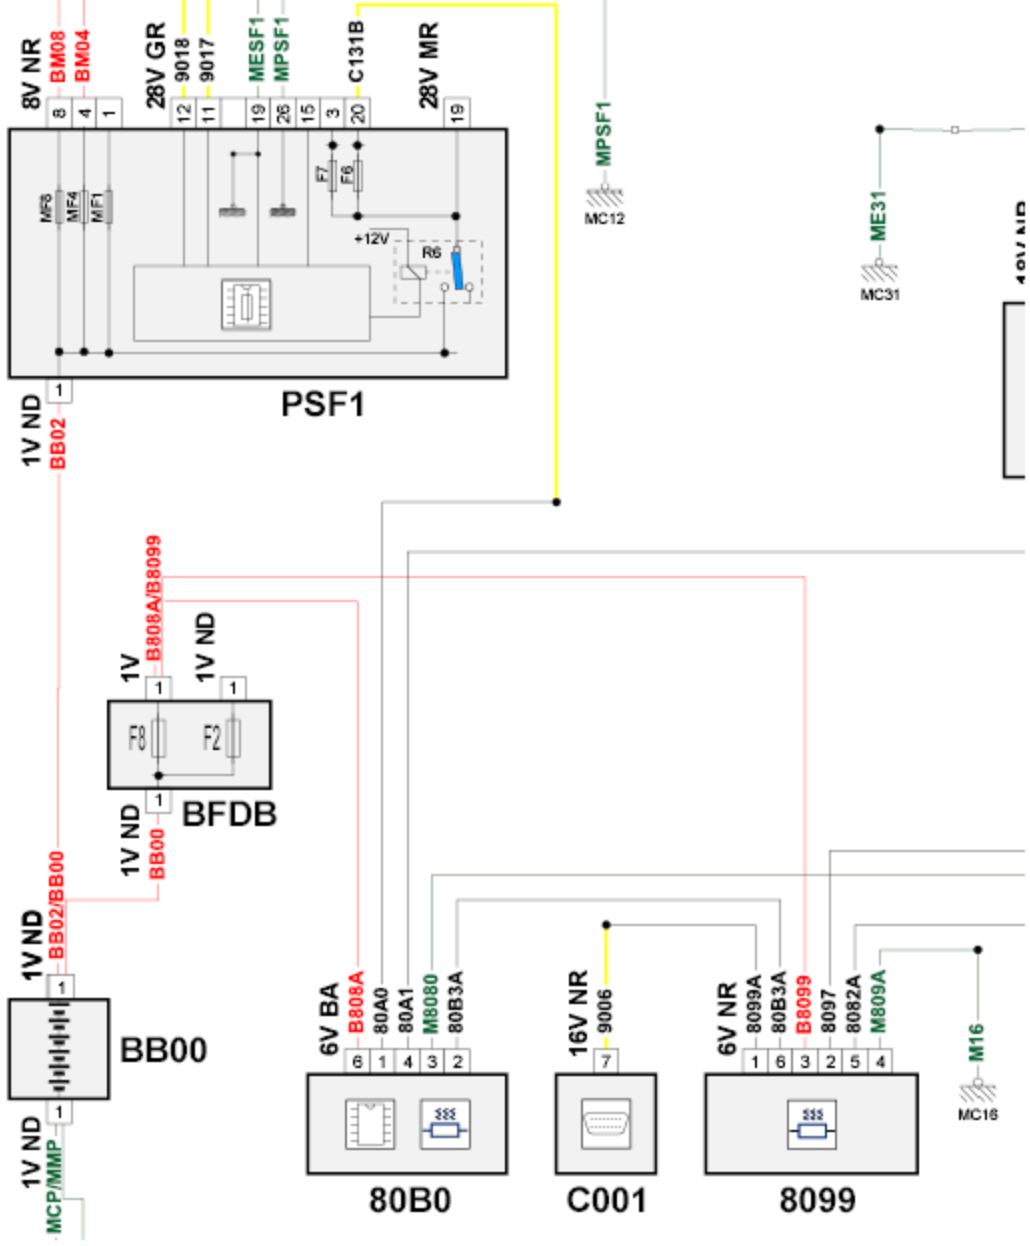 8V NR BM08 BM04 28V GR 9018 9017 MESF1 MPSF1 C131B 28V MR
8 4 1 12 11 19 26 15 3 20 19
MF8 MF4 MF1 F7 F6
+12V R6
PSF1
1
1V ND BB02
MPSF1
MC12
ME31
MC31
B808A/B8099
1V 1V ND
1 1
F8 F2
1
BFDB
1V ND BB00
1V ND BB02/BB00
1
BB00
1
1V ND MCP/MMP
6V BA B808A 80A0 80A1 M8080 80B3A
6 1 4 3 2
80B0
16V NR 9006
7
C001
6V NR 8099A 80B3A B8099 8097 8082A M809A
1 6 3 2 5 4
8099
M16
MC16